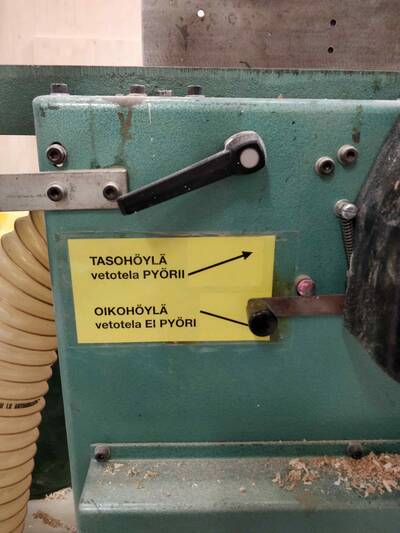 TASOHÖYLÄ
vetotela PYÖRII
OIKOHÖYLÄ
vetotela EI PYÖRI